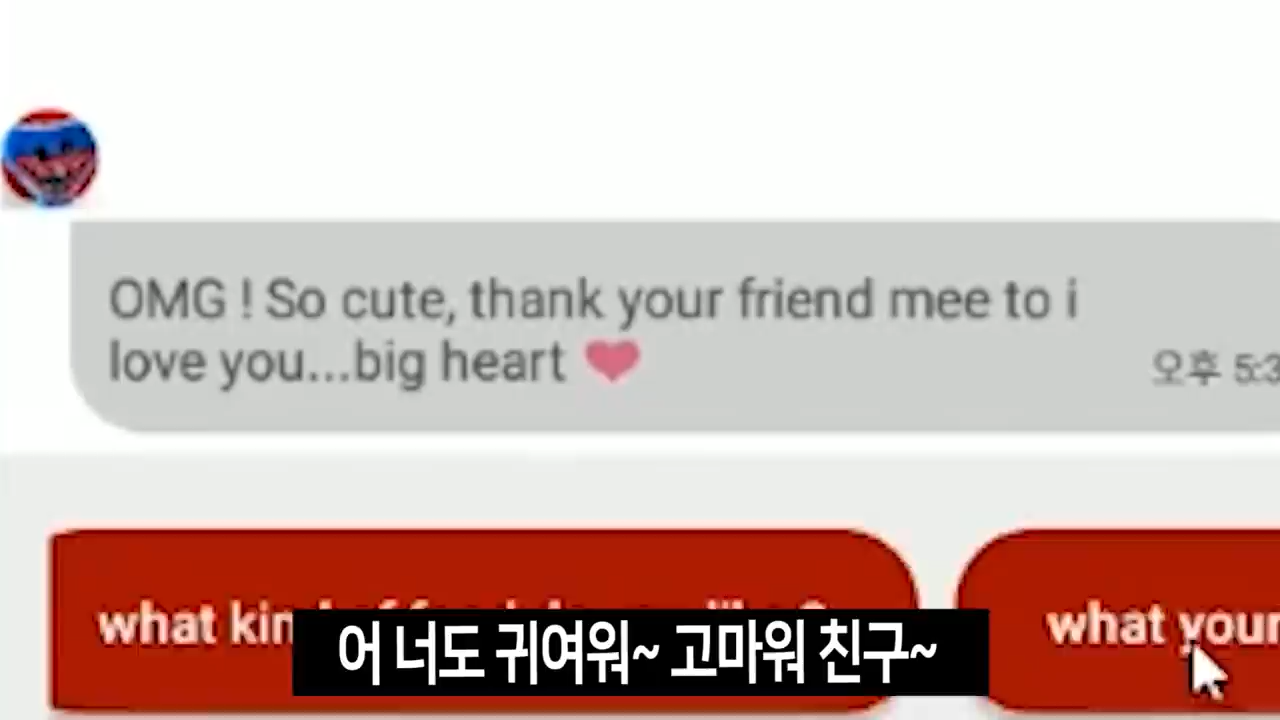 OMG ! So cute, thank your friend mee to i
love you...big heart ❤
오후 5:3
what kin
what your
어 너도 귀여워~ 고마워 친구~